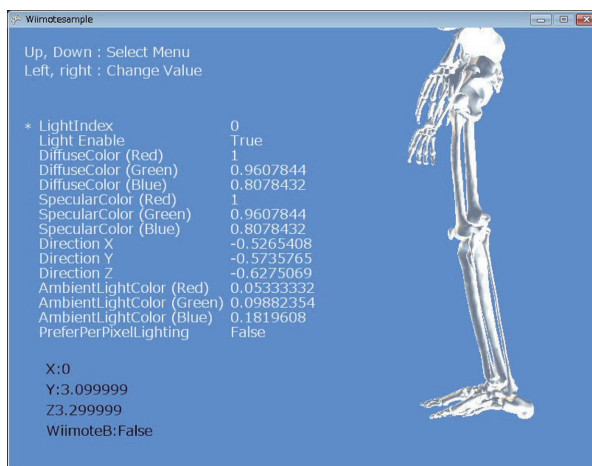 Wiimotesample
Up, Down : Select Menu
Left, right : Change Value
* LightIndex 0
Light Enable True
DiffuseColor (Red) 1
DiffuseColor (Green) 0.9607844
DiffuseColor (Blue) 0.8078432
SpecularColor (Red) 1
SpecularColor (Green) 0.9607844
SpecularColor (Blue) 0.8078432
Direction X -0.5265408
Direction Y -0.5735765
Direction Z -0.6275069
AmbientLightColor (Red) 0.05333332
AmbientLightColor (Green) 0.09882354
AmbientLightColor (Blue) 0.1819608
PreferPerPixelLighting False
X:0
Y:3.099999
Z3.299999
WiimoteB:False